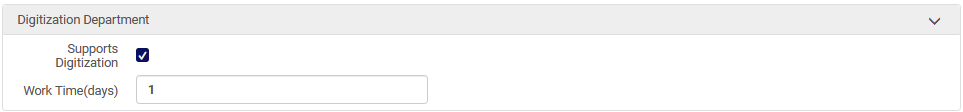 Digitization Department
Supports
Digitization
Work Time(days)
1